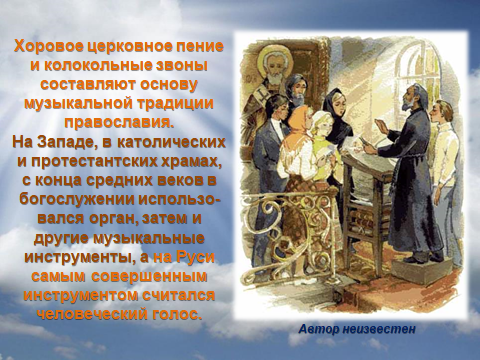 Хоровое церковное пение
и колокольные звоны
составляют основу
музыкальной традиции
православия.
На Западе, в католических
и протестантских храмах,
с конца средних веков в
богослужении использо-
вался орган, затем и
другие музыкальные
инструменты, а на Руси
самым совершенным
инструментом считался
человеческий голос.
Автор неизвестен